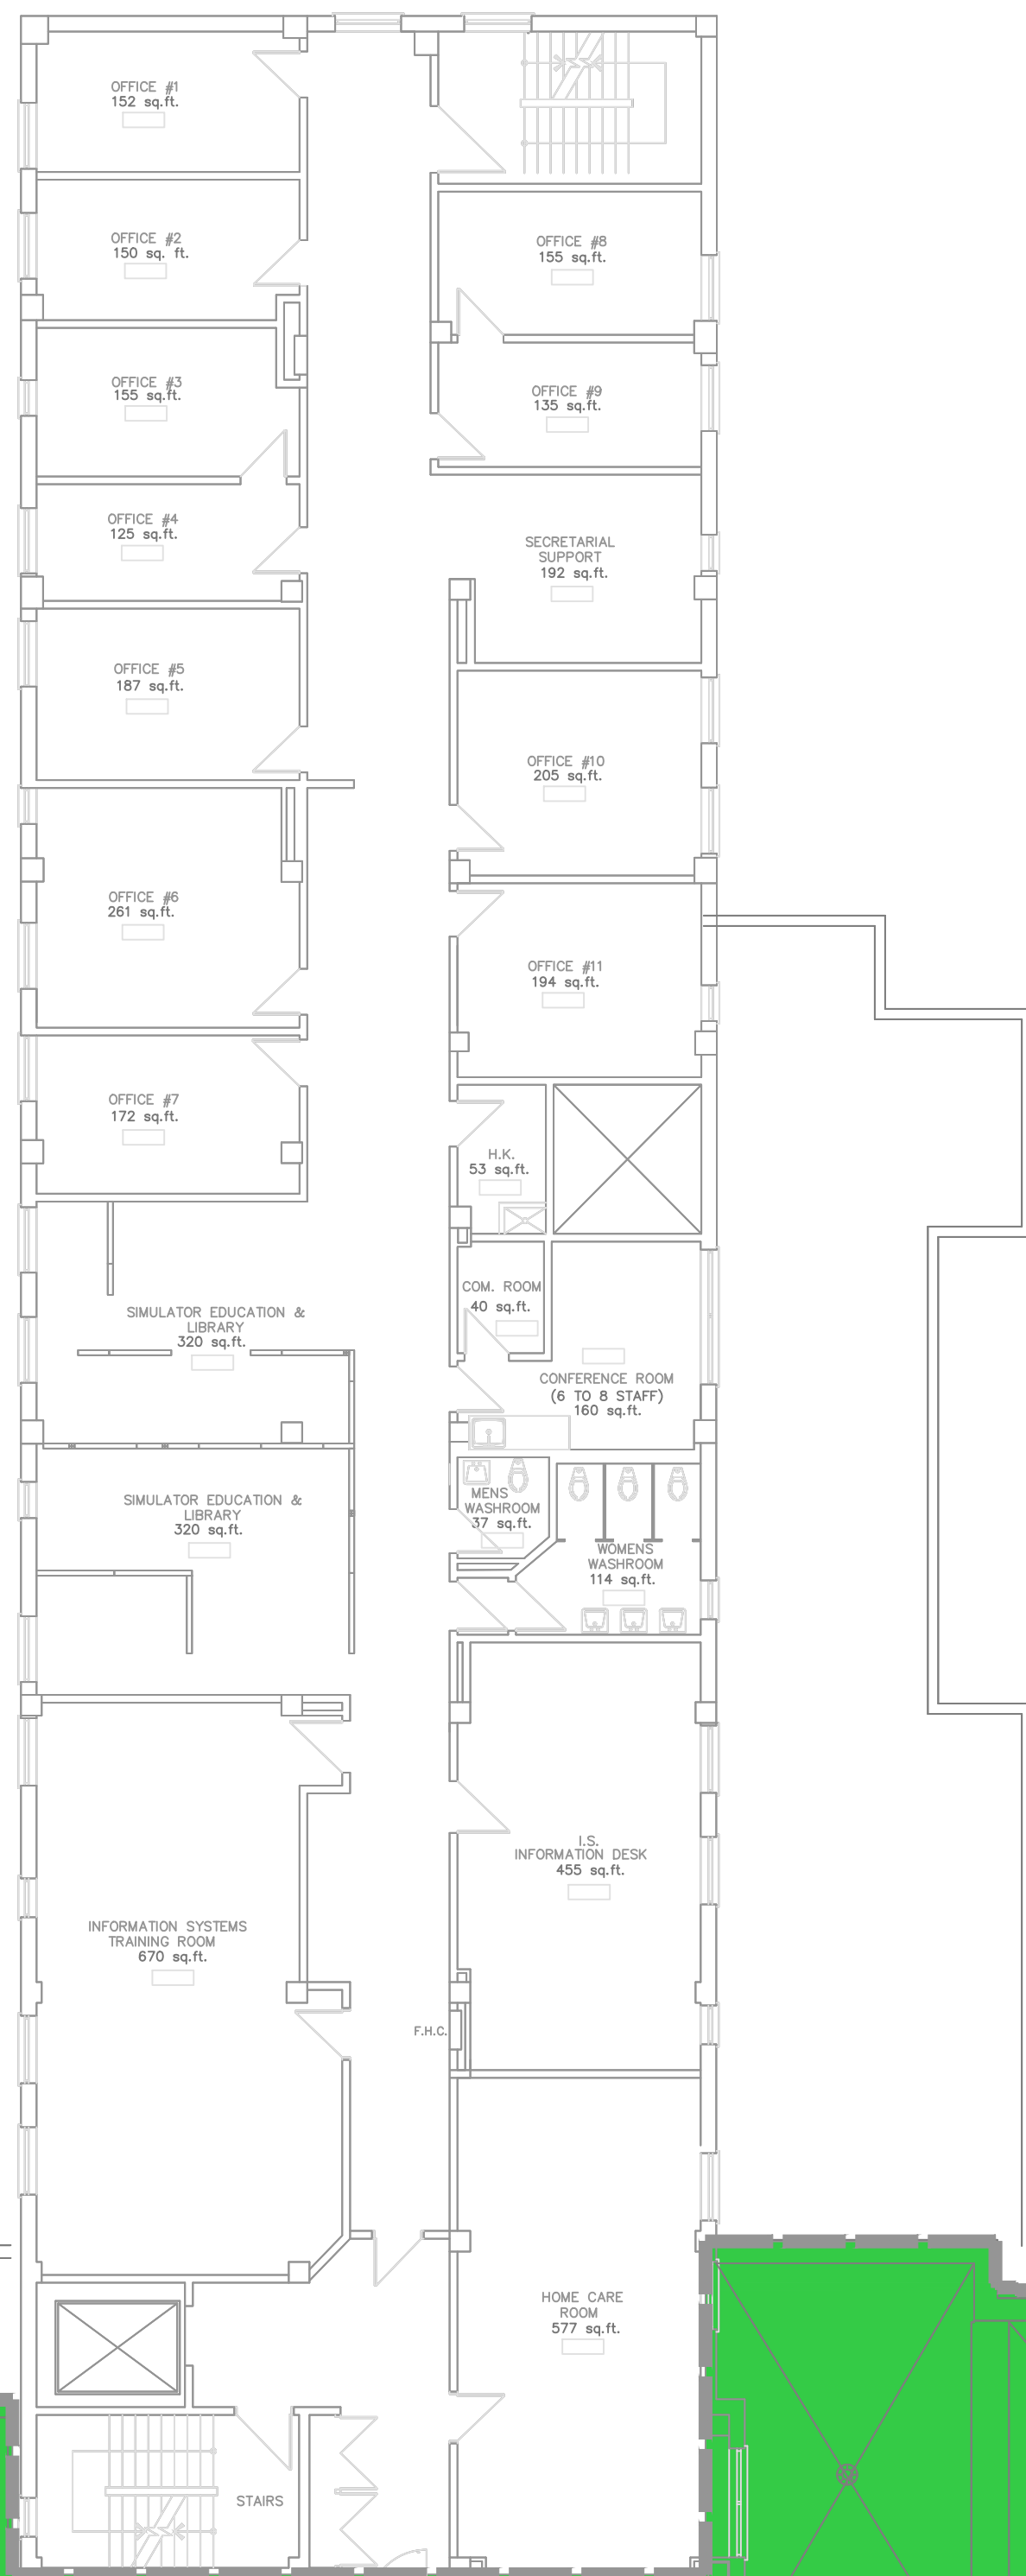 OFFICE #1
152 sq.ft.
OFFICE #2
150 sq. ft.
OFFICE #8
155 sq.ft.
OFFICE #3
155 sq.ft.
OFFICE #9
135 sq.ft.
OFFICE #4
125 sq.ft.
SECRETARIAL
SUPPORT
192 sq.ft.
OFFICE #5
187 sq.ft.
OFFICE #10
205 sq.ft.
OFFICE #6
261 sq.ft.
OFFICE #11
194 sq.ft.
OFFICE #7
172 sq.ft.
H.K.
53 sq.ft.
COM. ROOM
40 sq.ft.
SIMULATOR EDUCATION &
LIBRARY
320 sq.ft.
CONFERENCE ROOM
(6 TO 8 STAFF)
160 sq.ft.
SIMULATOR EDUCATION &
LIBRARY
320 sq.ft.
MENS
WASHROOM
37 sq.ft.
WOMENS
WASHROOM
114 sq.ft.
I.S.
INFORMATION DESK
455 sq.ft.
INFORMATION SYSTEMS
TRAINING ROOM
670 sq.ft.
F.H.C.
HOME CARE
ROOM
577 sq.ft.
STAIRS